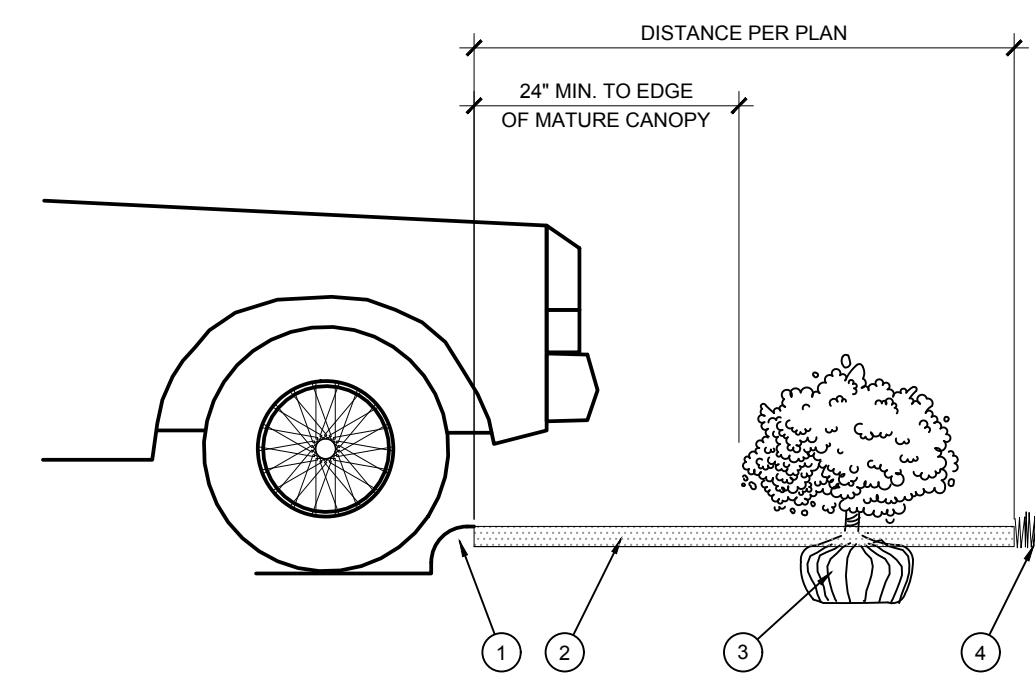 DISTANCE PER PLAN
24" MIN. TO EDGE
OF MATURE CANOPY
1 2 3 4